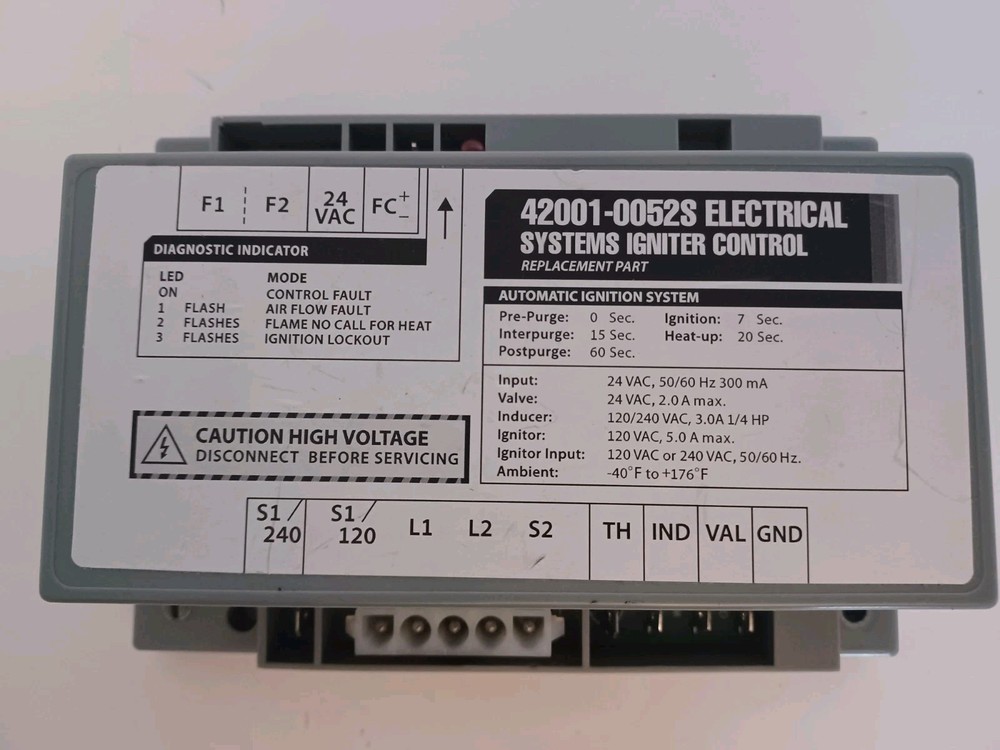 F1 F2 24 VAC FC + -
42001-0052S ELECTRICAL
SYSTEMS IGNITER CONTROL
REPLACEMENT PART
DIAGNOSTIC INDICATOR
LED MODE
ON CONTROL FAULT
1 FLASH AIR FLOW FAULT
2 FLASHES FLAME NO CALL FOR HEAT
3 FLASHES IGNITION LOCKOUT
AUTOMATIC IGNITION SYSTEM
Pre-Purge: 0 Sec. Ignition: 7 Sec.
Interpurge: 15 Sec. Heat-up: 20 Sec.
Postpurge: 60 Sec.
Input: 24 VAC, 50/60 Hz 300 mA
Valve: 24 VAC, 2.0 A max.
Inducer: 120/240 VAC, 3.0A 1/4 HP
Ignitor: 120 VAC, 5.0 A max.
Ignitor Input: 120 VAC or 240 VAC, 50/60 Hz.
Ambient: -40°F to +176°F
CAUTION HIGH VOLTAGE
DISCONNECT BEFORE SERVICING
S1/240 S1/120 L1 L2 S2 TH IND VAL GND